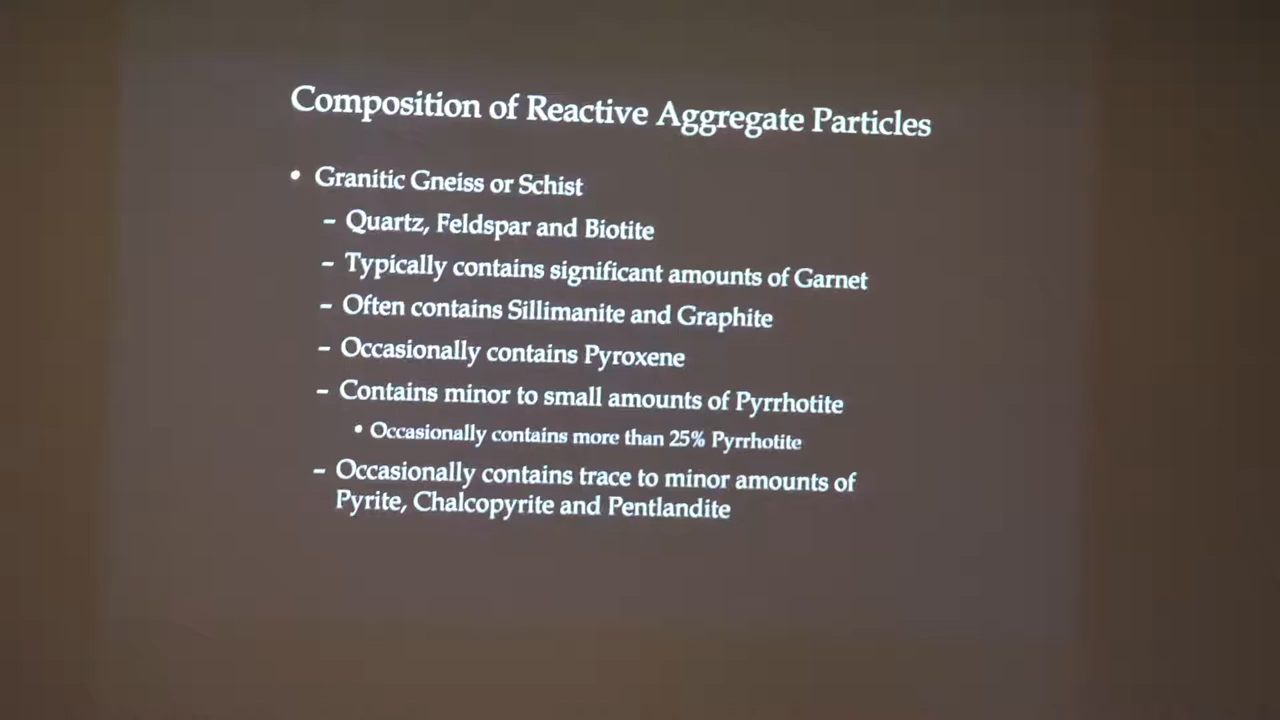 Composition of Reactive Aggregate Particles
• Granitic Gneiss or Schist
– Quartz, Feldspar and Biotite
– Typically contains significant amounts of Garnet
– Often contains Sillimanite and Graphite
– Occasionally contains Pyroxene
– Contains minor to small amounts of Pyrrhotite
• Occasionally contains more than 25% Pyrrhotite
– Occasionally contains trace to minor amounts of
Pyrite, Chalcopyrite and Pentlandite